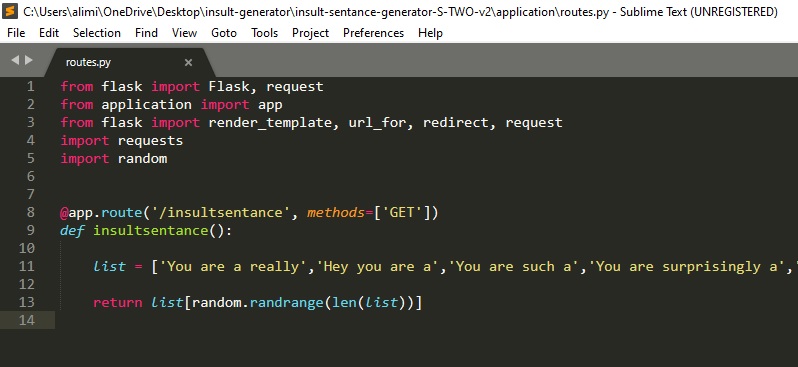 C:\Users\alimi\OneDrive\Desktop\insult-generator\insult-sentance-generator-S-TWO-v2\application\routes.py - Sublime Text (UNREGISTERED)
File Edit Selection Find View Goto Tools Project Preferences Help
routes.py ×
1 from flask import Flask, request
2 from application import app
3 from flask import render_template, url_for, redirect, request
4 import requests
5 import random
6
7
8 @app.route('/insultsentance', methods=['GET'])
9 def insultsentance():
10
11 list = ['You are a really','Hey you are a','You are such a','You are surprisingly a','
12
13 return list[random.randrange(len(list))]
14